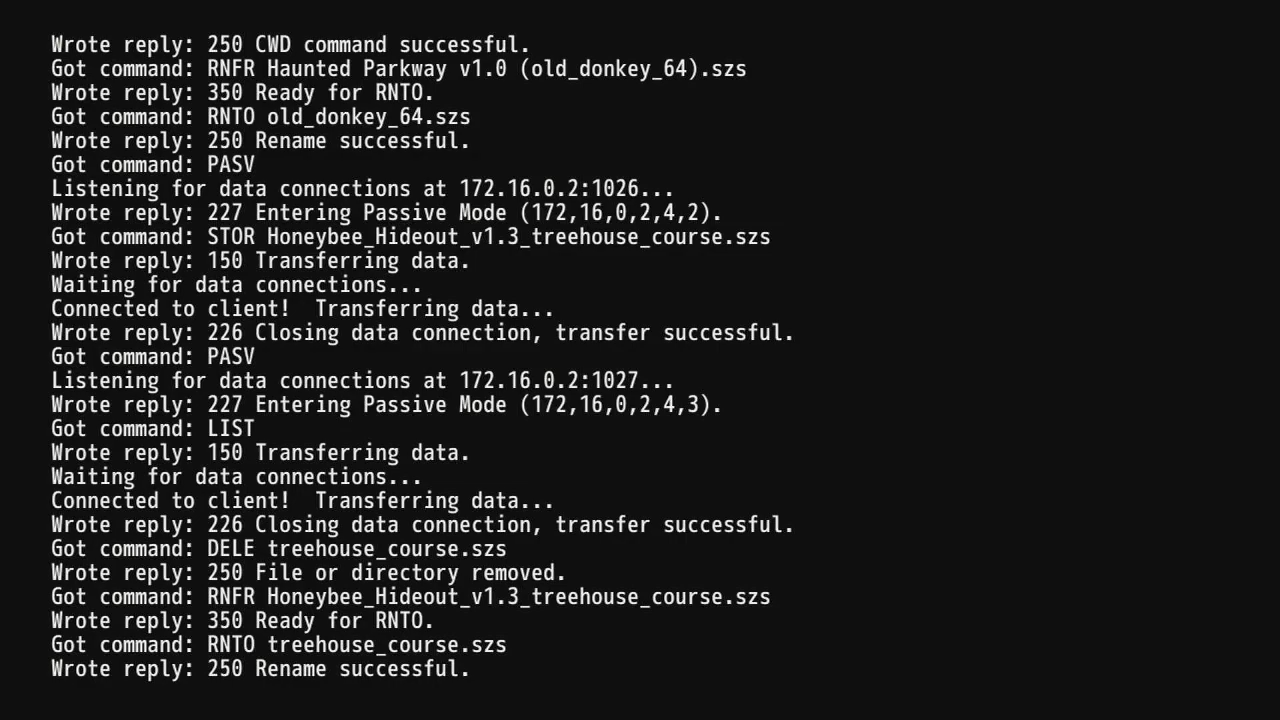 Wrote reply: 250 CWD command successful.
Got command: RNFR Haunted Parkway v1.0 (old_donkey_64).szs
Wrote reply: 350 Ready for RNTO.
Got command: RNTO old_donkey_64.szs
Wrote reply: 250 Rename successful.
Got command: PASV
Listening for data connections at 172.16.0.2:1026...
Wrote reply: 227 Entering Passive Mode (172,16,0,2,4,2).
Got command: STOR Honeybee_Hideout_v1.3_treehouse_course.szs
Wrote reply: 150 Transferring data.
Waiting for data connections...
Connected to client!  Transferring data...
Wrote reply: 226 Closing data connection, transfer successful.
Got command: PASV
Listening for data connections at 172.16.0.2:1027...
Wrote reply: 227 Entering Passive Mode (172,16,0,2,4,3).
Got command: LIST
Wrote reply: 150 Transferring data.
Waiting for data connections...
Connected to client!  Transferring data...
Wrote reply: 226 Closing data connection, transfer successful.
Got command: DELE treehouse_course.szs
Wrote reply: 250 File or directory removed.
Got command: RNFR Honeybee_Hideout_v1.3_treehouse_course.szs
Wrote reply: 350 Ready for RNTO.
Got command: RNTO treehouse_course.szs
Wrote reply: 250 Rename successful.